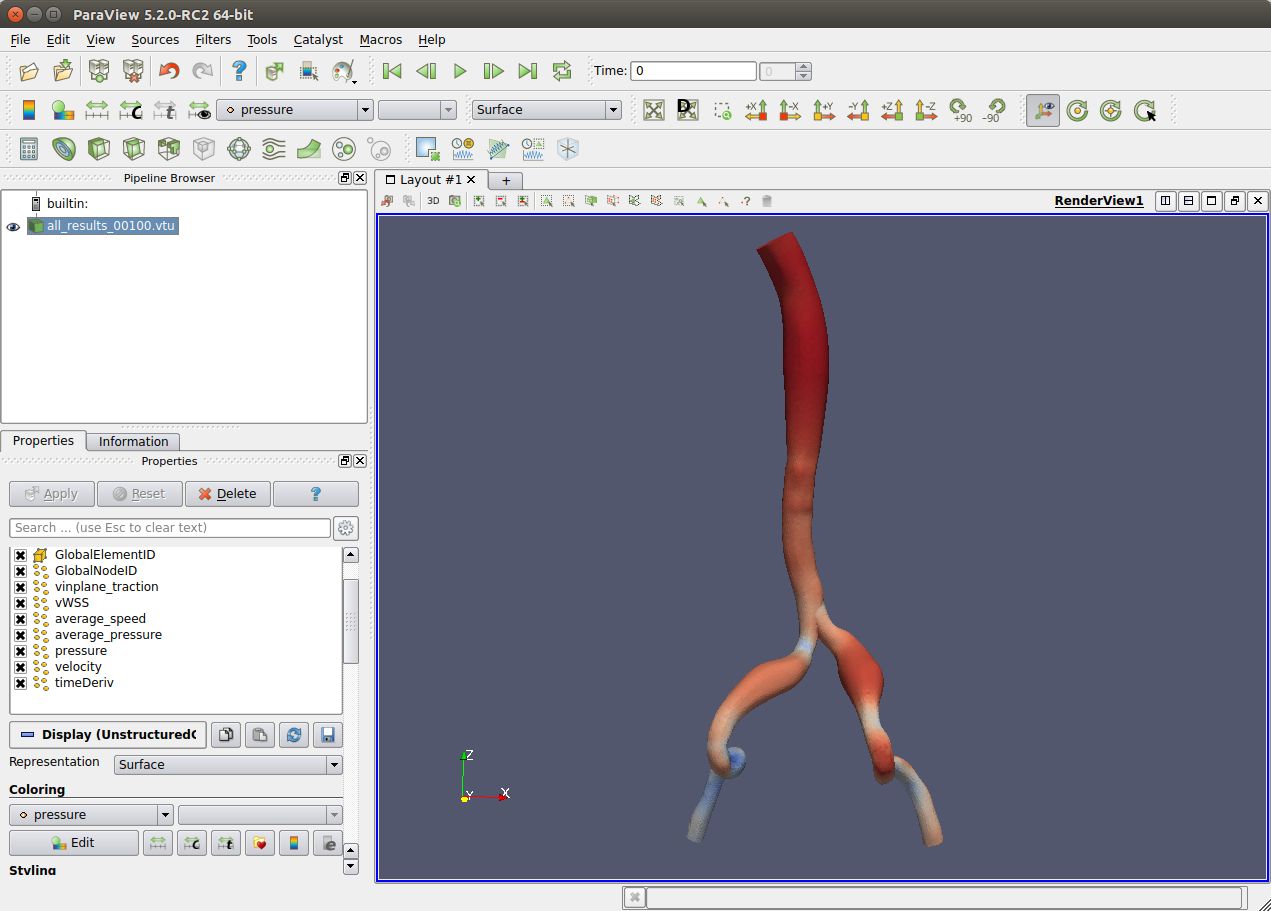 ParaView 5.2.0-RC2 64-bit
File Edit View Sources Filters Tools Catalyst Macros Help
Time: 0 0
C t pressure Surface D +X -X +Y -Y +Z -Z +90 -90 C
Pipeline Browser
Layout #1
+
builtin:
3D ? RenderView1
all_results_00100.vtu
Properties Information
Properties
Apply Reset Delete ?
Search ... (use Esc to clear text)
GlobalElementID
GlobalNodeID
vinplane_traction
vWSS
average_speed
average_pressure
pressure
velocity
timeDeriv
Display (UnstructuredG
Representation Surface
Coloring
pressure
Edit C t e
Styling
Z
Y X